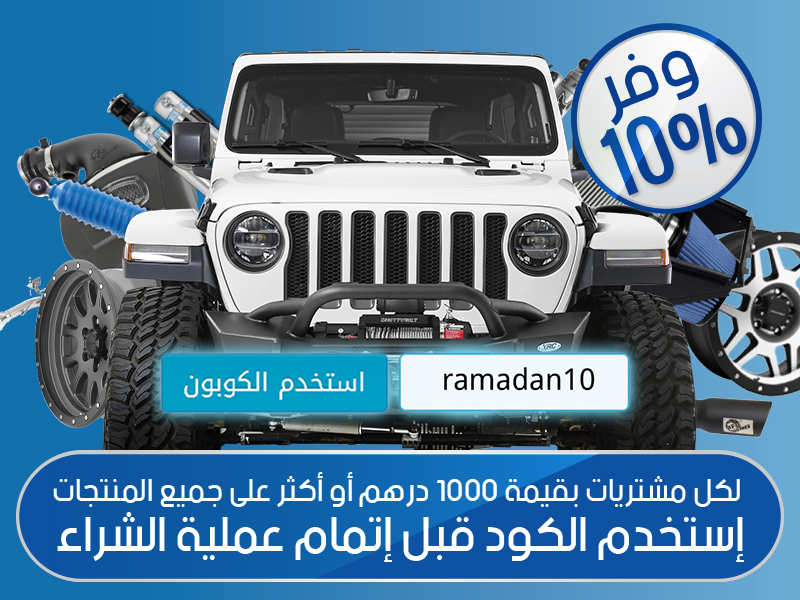 وفر
10%
استخدم الكوبون
ramadan10
لكل مشتريات بقيمة 1000 درهم أو أكثر على جميع المنتجات
إستخدم الكود قبل إتمام عملية الشراء